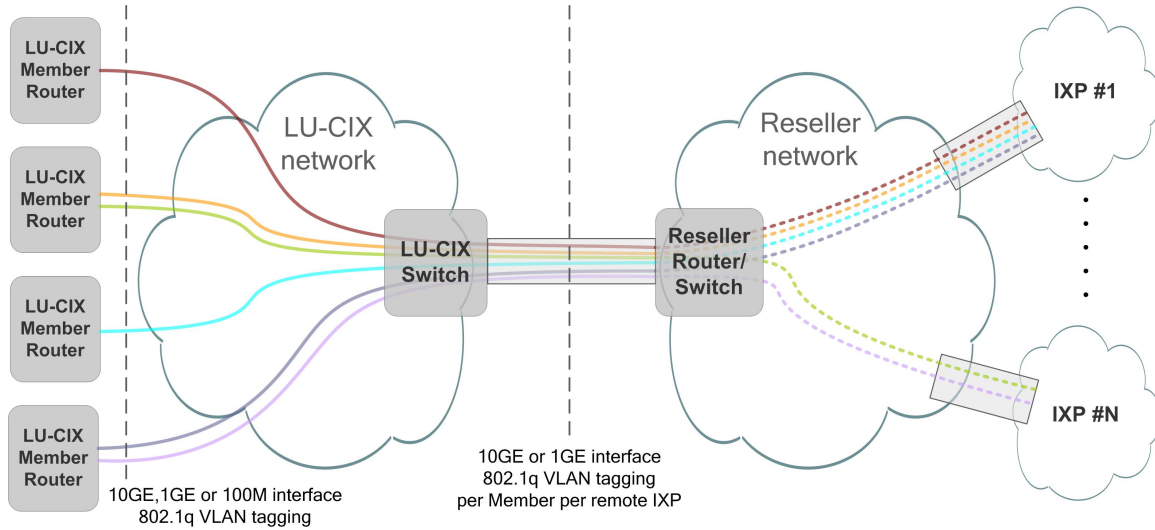 LU-CIX
Member
Router
LU-CIX
Member
Router
LU-CIX
Member
Router
LU-CIX
Member
Router
LU-CIX
network
LU-CIX
Switch
10GE,1GE or 100M interface
802.1q VLAN tagging
10GE or 1GE interface
802.1q VLAN tagging
per Member per remote IXP
Reseller
network
Reseller
Router/
Switch
IXP #1
IXP #N